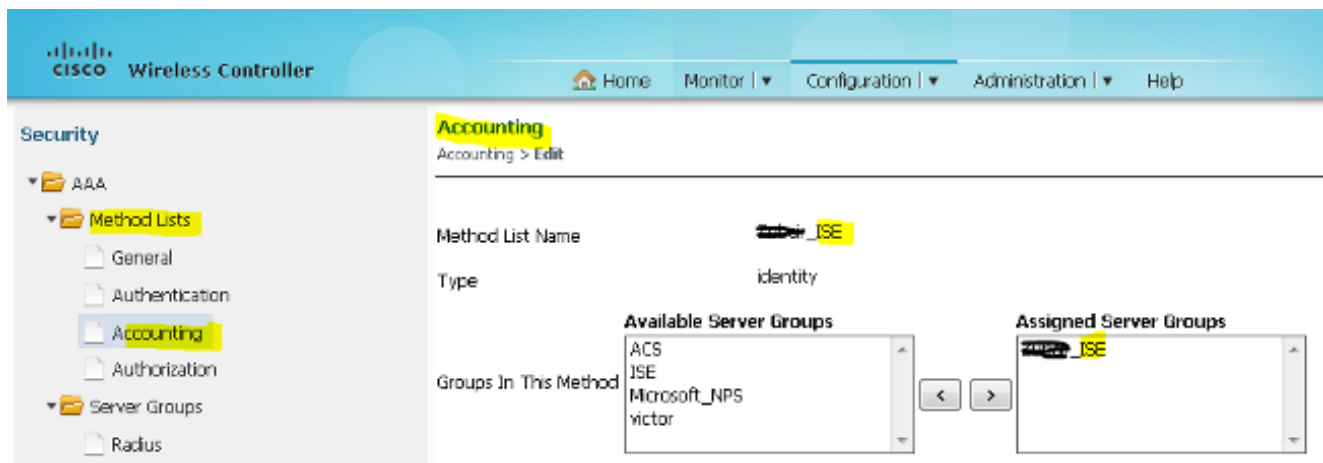 CISCO Wireless Controller
Home Monitor Configuration Administration Help
Security
AAA
Method Lists
General
Authentication
Accounting
Authorization
Server Groups
Radius
Accounting
Accounting > Edit
Method List Name _ISE
Type identity
Available Server Groups Assigned Server Groups
Groups In This Method
ACS
ISE
Microsoft_NPS
victor
< >
_ISE